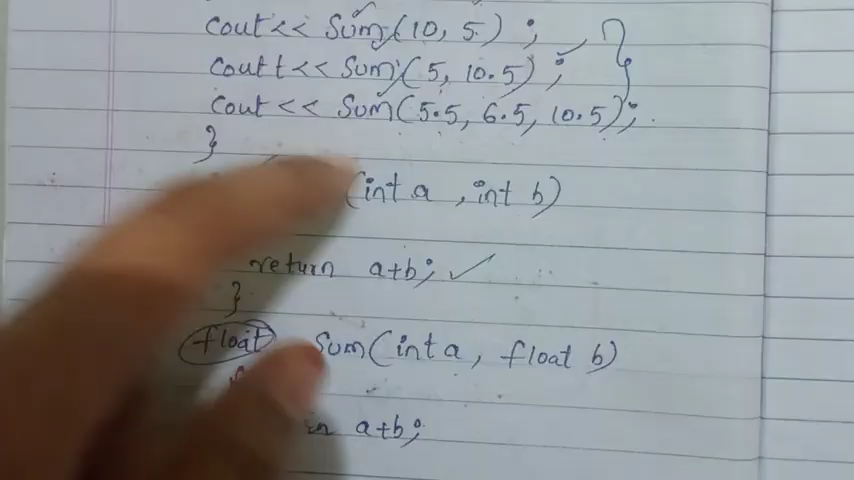 cout<< Sum(10, 5) ;
cout t<< Sum( 5, 10.5) ; }
cout << Sum(5.5, 6.5, 10.5);
}
(int a , int b)
return a+b;
}
float Sum(int a, float b)
a+b;